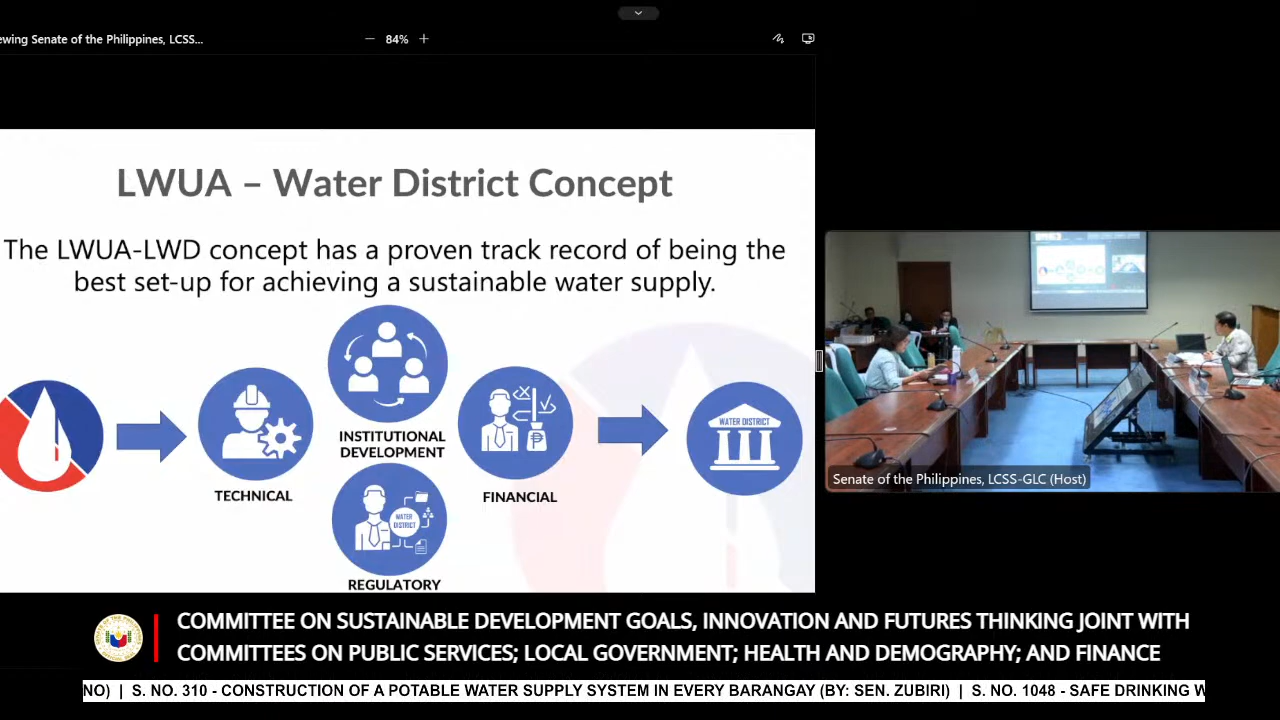 ewing Senate of the Philippines, LCSS...
84%
LWUA – Water District Concept
The LWUA-LWD concept has a proven track record of being the
best set-up for achieving a sustainable water supply.
TECHNICAL
INSTITUTIONAL
DEVELOPMENT
WATER
DISTRICT
REGULATORY
FINANCIAL
WATER DISTRICT
Senate of the Philippines, LCSS-GLC (Host)
COMMITTEE ON SUSTAINABLE DEVELOPMENT GOALS, INNOVATION AND FUTURES THINKING JOINT WITH
COMMITTEES ON PUBLIC SERVICES; LOCAL GOVERNMENT; HEALTH AND DEMOGRAPHY; AND FINANCE
NO) | S. NO. 310 - CONSTRUCTION OF A POTABLE WATER SUPPLY SYSTEM IN EVERY BARANGAY (BY: SEN. ZUBIRI) | S. NO. 1048 - SAFE DRINKING W